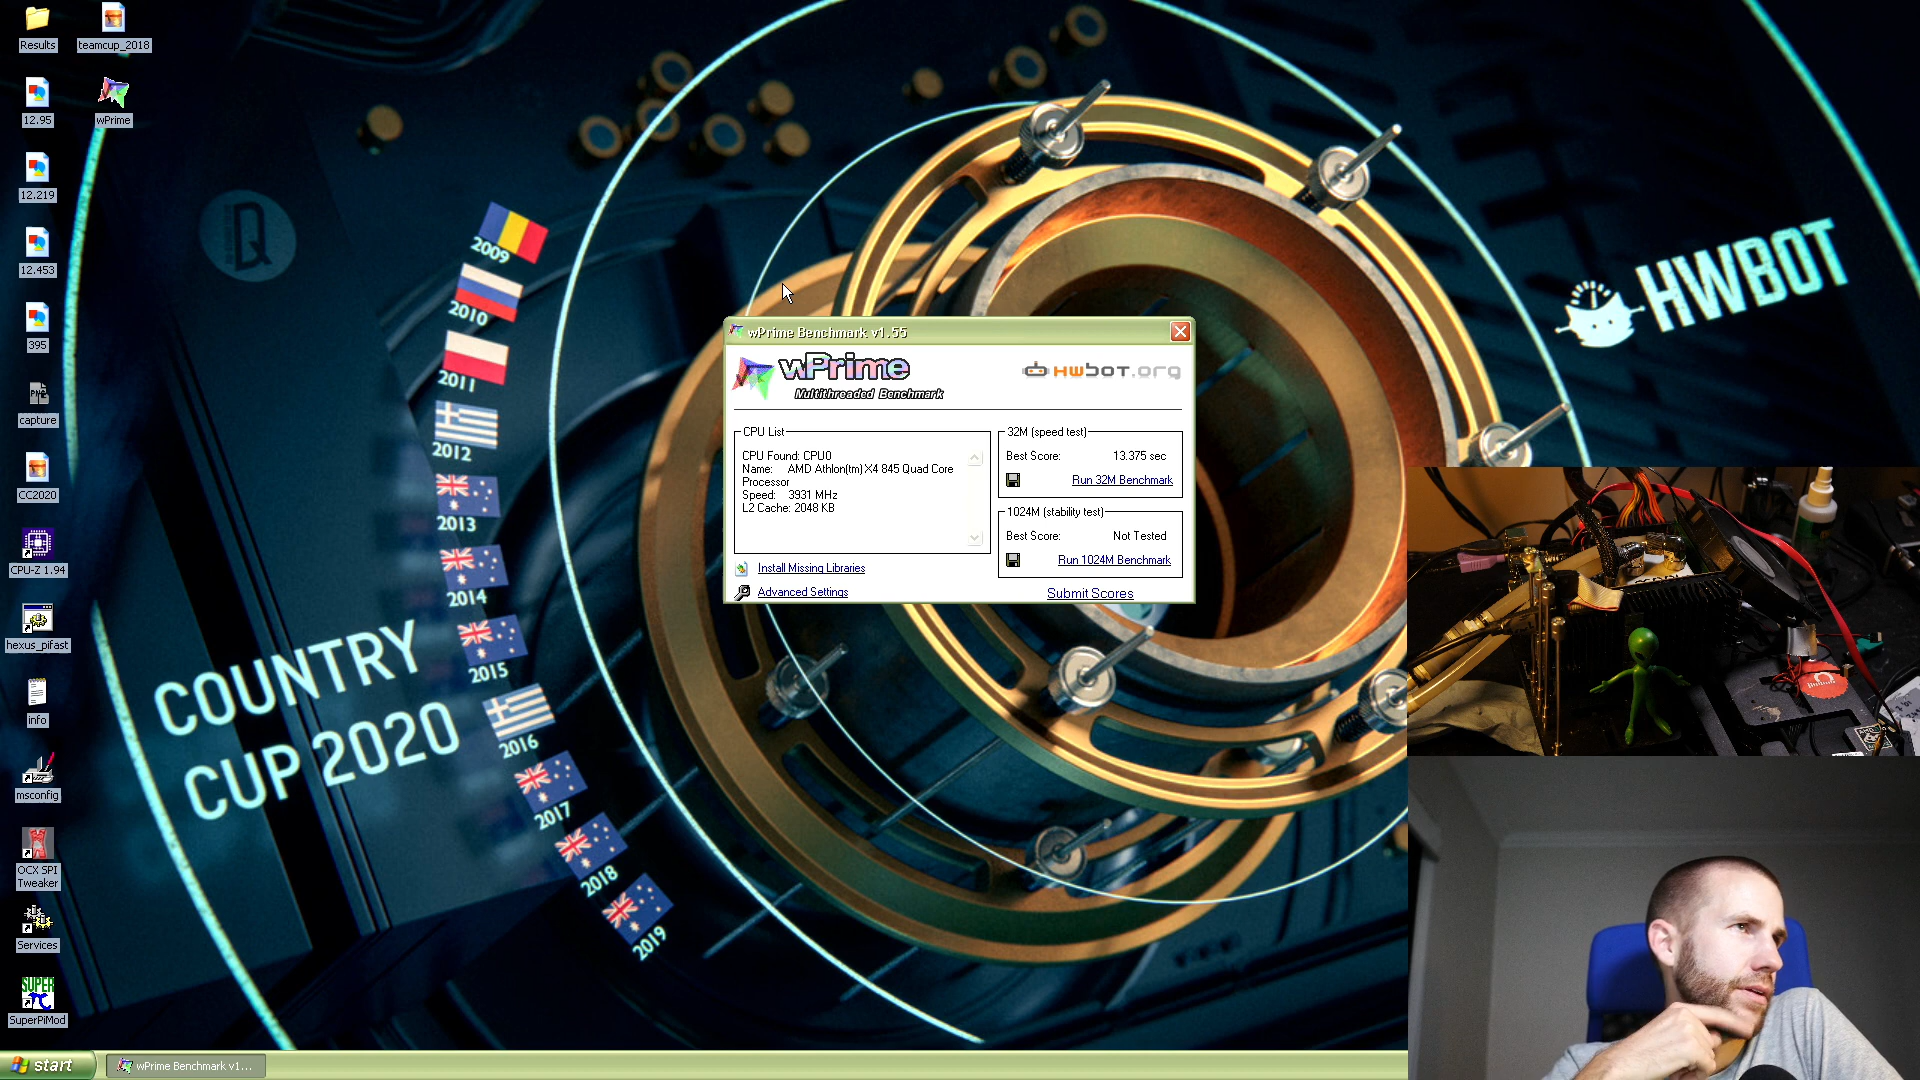 Results
teamcup_2018
12.95
wPrime
12.219
12.453
395
capture
CC2020
CPU-Z 1.94
hexus_pifast
info
msconfig
OCX SPI
Tweaker
Services
SUPER
SuperPiMod
2009
2010
2011
2012
2013
2014
2015
2016
2017
2018
2019
COUNTRY
CUP 2020
HWBOT
wPrime Benchmark v1.55
wPrime
Multithreaded Benchmark
HWBOT.org
CPU List
CPU Found: CPU0
Name: AMD Athlon(tm) X4 845 Quad Core
Processor
Speed: 3931 MHz
L2 Cache: 2048 KB
Install Missing Libraries
Advanced Settings
32M (speed test)
Best Score: 13.375 sec
Run 32M Benchmark
1024M (stability test)
Best Score: Not Tested
Run 1024M Benchmark
Submit Scores
start
wPrime Benchmark v1...